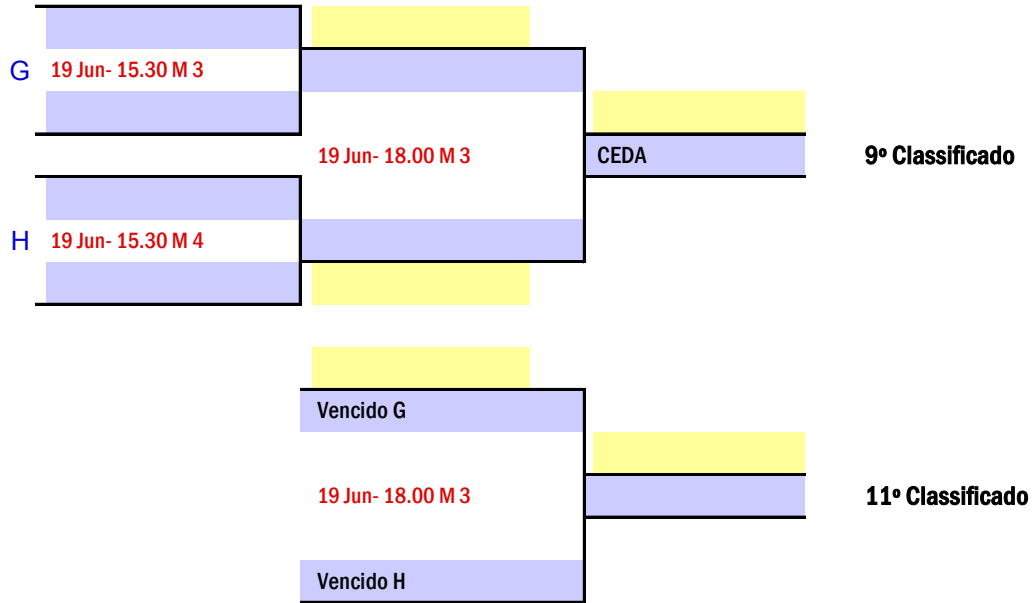 G
19 Jun- 15.30 M 3
19 Jun- 18.00 M 3
CEDA
9º Classificado
H
19 Jun- 15.30 M 4
Vencido G
19 Jun- 18.00 M 3
11º Classificado
Vencido H